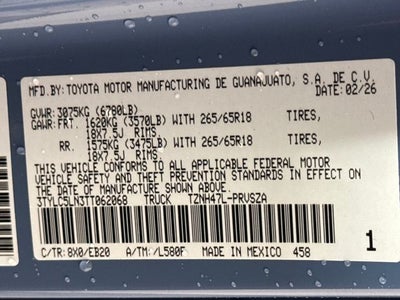 MFD.BY:TOYOTA MOTOR MANUFACTURING DE GUANAJUATO, S.A. DE C.V.
DATE:02/26
GVWR:3075KG (6780LB)
GAWR:FRT. 1620KG (3570LB) WITH 265/65R18 TIRES,
18X7.5J RIMS,
RR. 1575KG (3475LB) WITH 265/65R18 TIRES,
18X7.5J RIMS,
THIS VEHICLE CONFORMS TO ALL APPLICABLE FEDERAL MOTOR
VEHICLE SAFETY AND THEFT PREVENTION STANDARDS IN EFFECT ON
THE DATE OF MANUFACTURE SHOWN ABOVE.
3TYLC5LN3TT062068 TRUCK TZNH47L-PRVSZA
C/TR:8X0/EB20 A/TM:/L580F MADE IN MEXICO 458
1